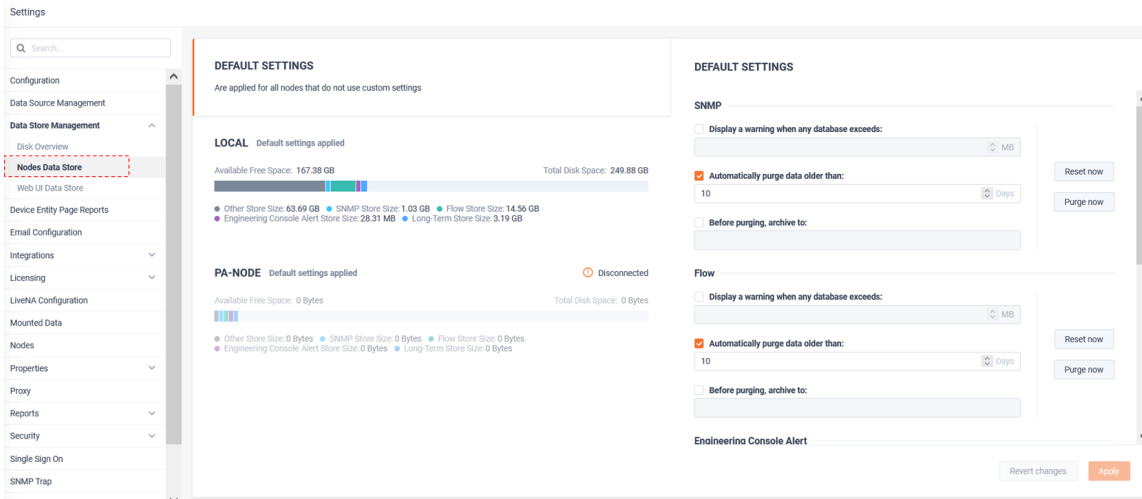 Settings
Search...
Configuration
Data Source Management
Data Store Management
Disk Overview
Nodes Data Store
Web UI Data Store
Device Entity Page Reports
Email Configuration
Integrations
Licensing
LiveNA Configuration
Mounted Data
Nodes
Properties
Proxy
Reports
Security
Single Sign On
SNMP Trap
DEFAULT SETTINGS
Are applied for all nodes that do not use custom settings
LOCAL Default settings applied
Available Free Space: 167.38 GB Total Disk Space: 249.88 GB
Other Store Size: 63.69 GB SNMP Store Size: 1.03 GB Flow Store Size: 14.56 GB
Engineering Console Alert Store Size: 28.31 MB Long-Term Store Size: 3.19 GB
PA-NODE Default settings applied Disconnected
Available Free Space: 0 Bytes Total Disk Space: 0 Bytes
Other Store Size: 0 Bytes SNMP Store Size: 0 Bytes Flow Store Size: 0 Bytes
Engineering Console Alert Store Size: 0 Bytes Long-Term Store Size: 0 Bytes
DEFAULT SETTINGS
SNMP
Display a warning when any database exceeds:
MB
Automatically purge data older than:
10 Days
Before purging, archive to:
Reset now
Purge now
Flow
Display a warning when any database exceeds:
MB
Automatically purge data older than:
10 Days
Before purging, archive to:
Reset now
Purge now
Engineering Console Alert
Revert changes Apply